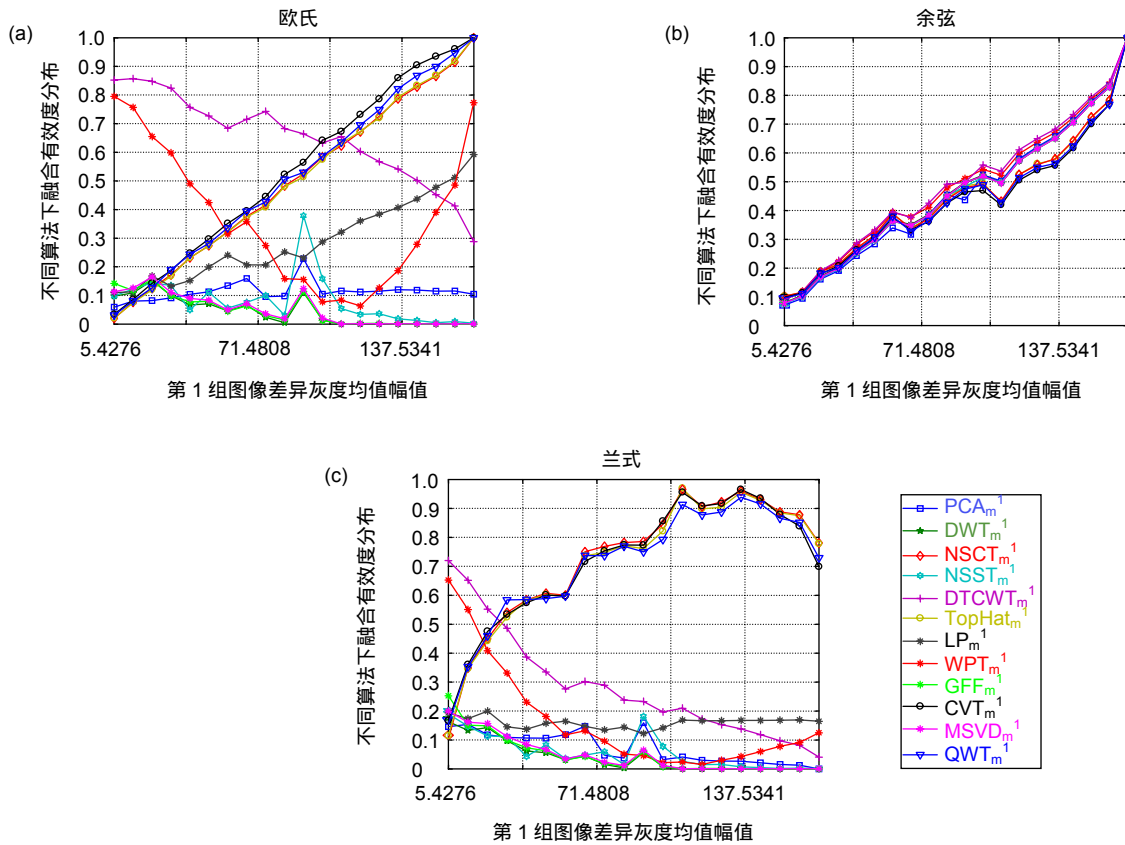 (a)
欧氏
不同算法下融合有效度分布
1.0
0.9
0.8
0.7
0.6
0.5
0.4
0.3
0.2
0.1
0
5.4276
71.4808
137.5341
第 1 组图像差异灰度均值幅值
(b)
余弦
不同算法下融合有效度分布
1.0
0.9
0.8
0.7
0.6
0.5
0.4
0.3
0.2
0.1
0
5.4276
71.4808
137.5341
第 1 组图像差异灰度均值幅值
(c)
兰式
不同算法下融合有效度分布
1.0
0.9
0.8
0.7
0.6
0.5
0.4
0.3
0.2
0.1
0
5.4276
71.4808
137.5341
第 1 组图像差异灰度均值幅值
PCAm1
DWTm1
NSCTm1
NSSTm1
DTCWTm1
TopHatm1
LPm1
WPTm1
GFFm1
CVTm1
MSVDm1
QWTm1